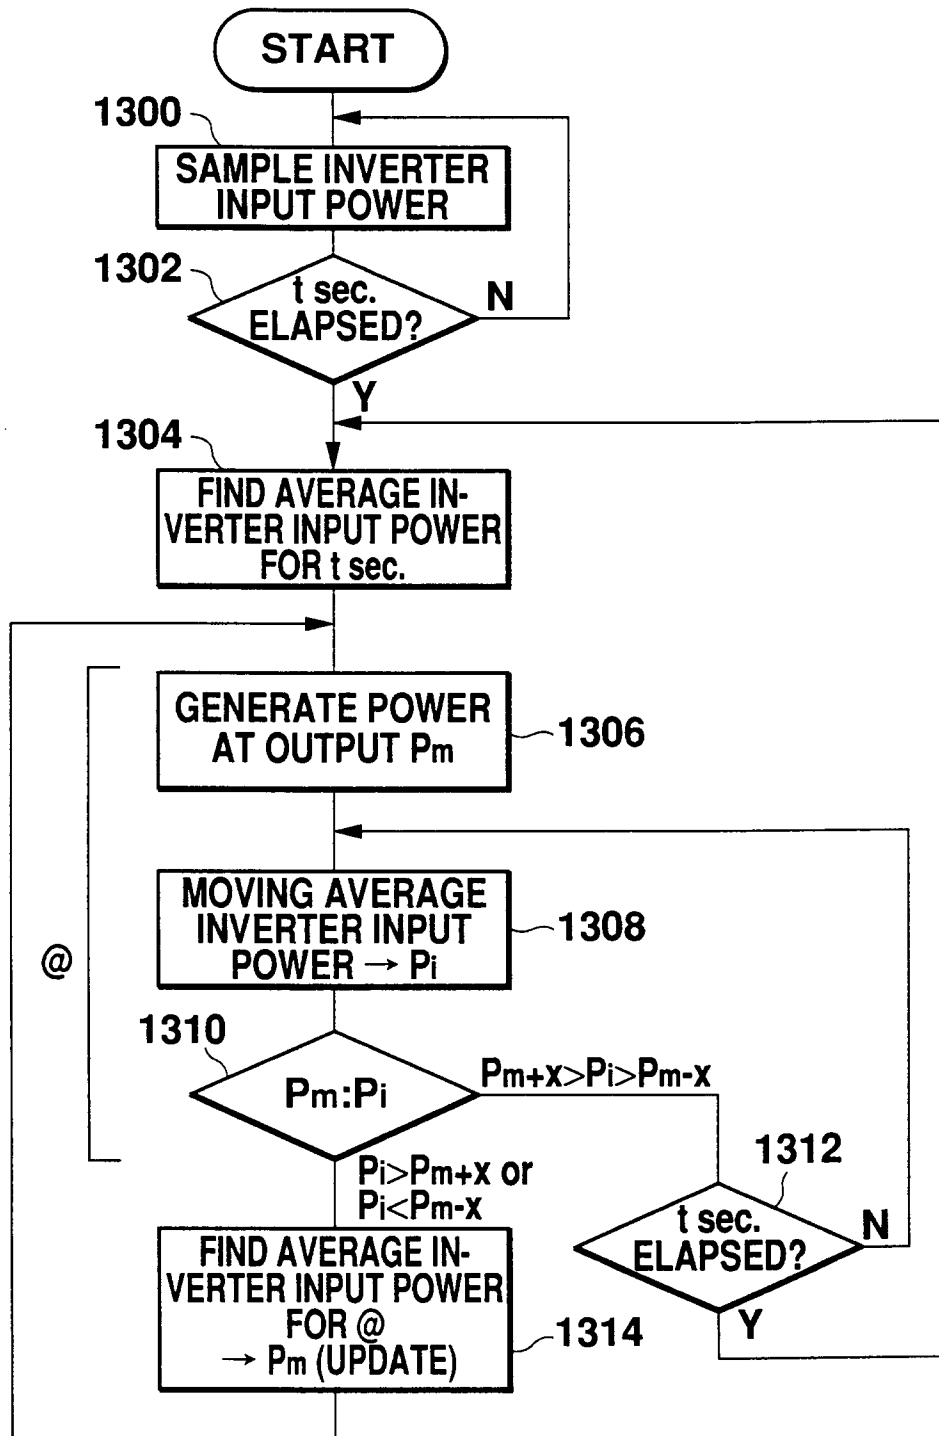 START
1300
SAMPLE INVERTER
INPUT POWER
1302
t sec.
ELAPSED?
N
Y
1304
FIND AVERAGE IN-
VERTER INPUT POWER
FOR t sec.
GENERATE POWER
AT OUTPUT Pm
1306
MOVING AVERAGE
INVERTER INPUT
POWER → Pi
1308
@
1310
Pm:Pi
Pm+x>Pi>Pm-x
Pi>Pm+x or
Pi<Pm-x
1312
t sec.
ELAPSED?
N
Y
FIND AVERAGE IN-
VERTER INPUT POWER
FOR @
→ Pm (UPDATE)
1314